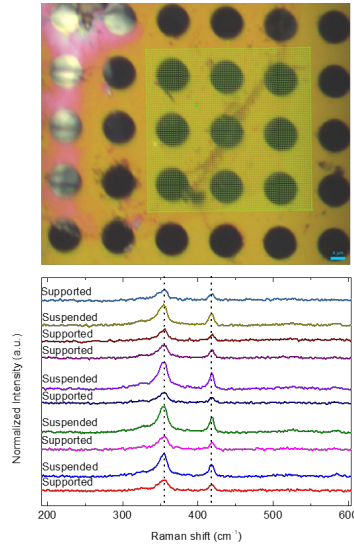 Supported
Suspended
Supported
Supported
Suspended
Supported
Suspended
Supported
Suspended
Supported
Normalized Intensity (a.u.)
200 300 400 500 600
Raman shift (cm⁻¹)